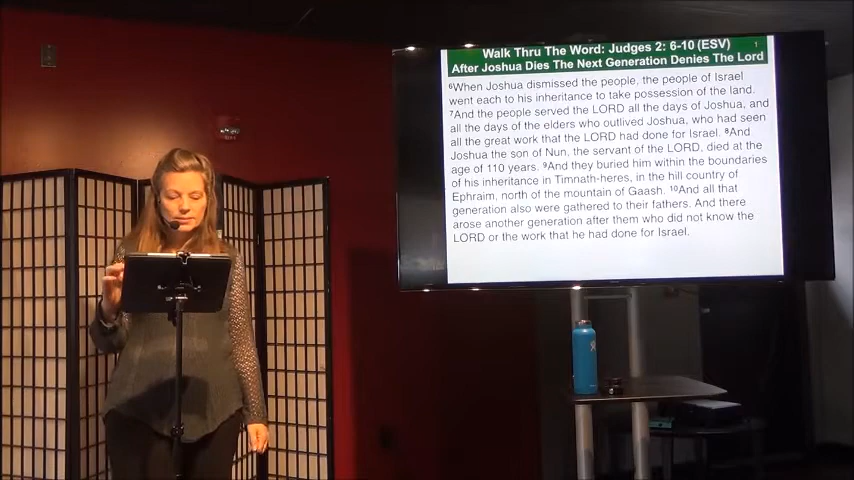 Walk Thru The Word: Judges 2: 6-10 (ESV) 1
After Joshua Dies The Next Generation Denies The Lord
⁶When Joshua dismissed the people, the people of Israel
went each to his inheritance to take possession of the land.
⁷And the people served the LORD all the days of Joshua, and
all the days of the elders who outlived Joshua, who had seen
all the great work that the LORD had done for Israel. ⁸And
Joshua the son of Nun, the servant of the LORD, died at the
age of 110 years. ⁹And they buried him within the boundaries
of his inheritance in Timnath-heres, in the hill country of
Ephraim, north of the mountain of Gaash. ¹⁰And all that
generation also were gathered to their fathers. And there
arose another generation after them who did not know the
LORD or the work that he had done for Israel.